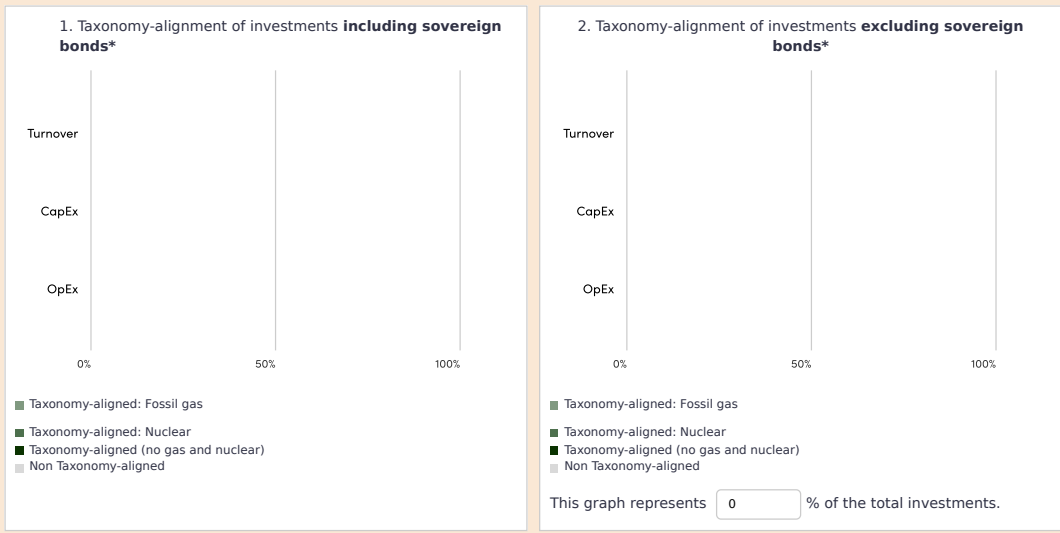 1. Taxonomy-alignment of investments including sovereign
bonds*
Turnover
CapEx
OpEx
0% 50% 100%
Taxonomy-aligned: Fossil gas
Taxonomy-aligned: Nuclear
Taxonomy-aligned (no gas and nuclear)
Non Taxonomy-aligned
2. Taxonomy-alignment of investments excluding sovereign
bonds*
Turnover
CapEx
OpEx
0% 50% 100%
Taxonomy-aligned: Fossil gas
Taxonomy-aligned: Nuclear
Taxonomy-aligned (no gas and nuclear)
Non Taxonomy-aligned
This graph represents 0 % of the total investments.